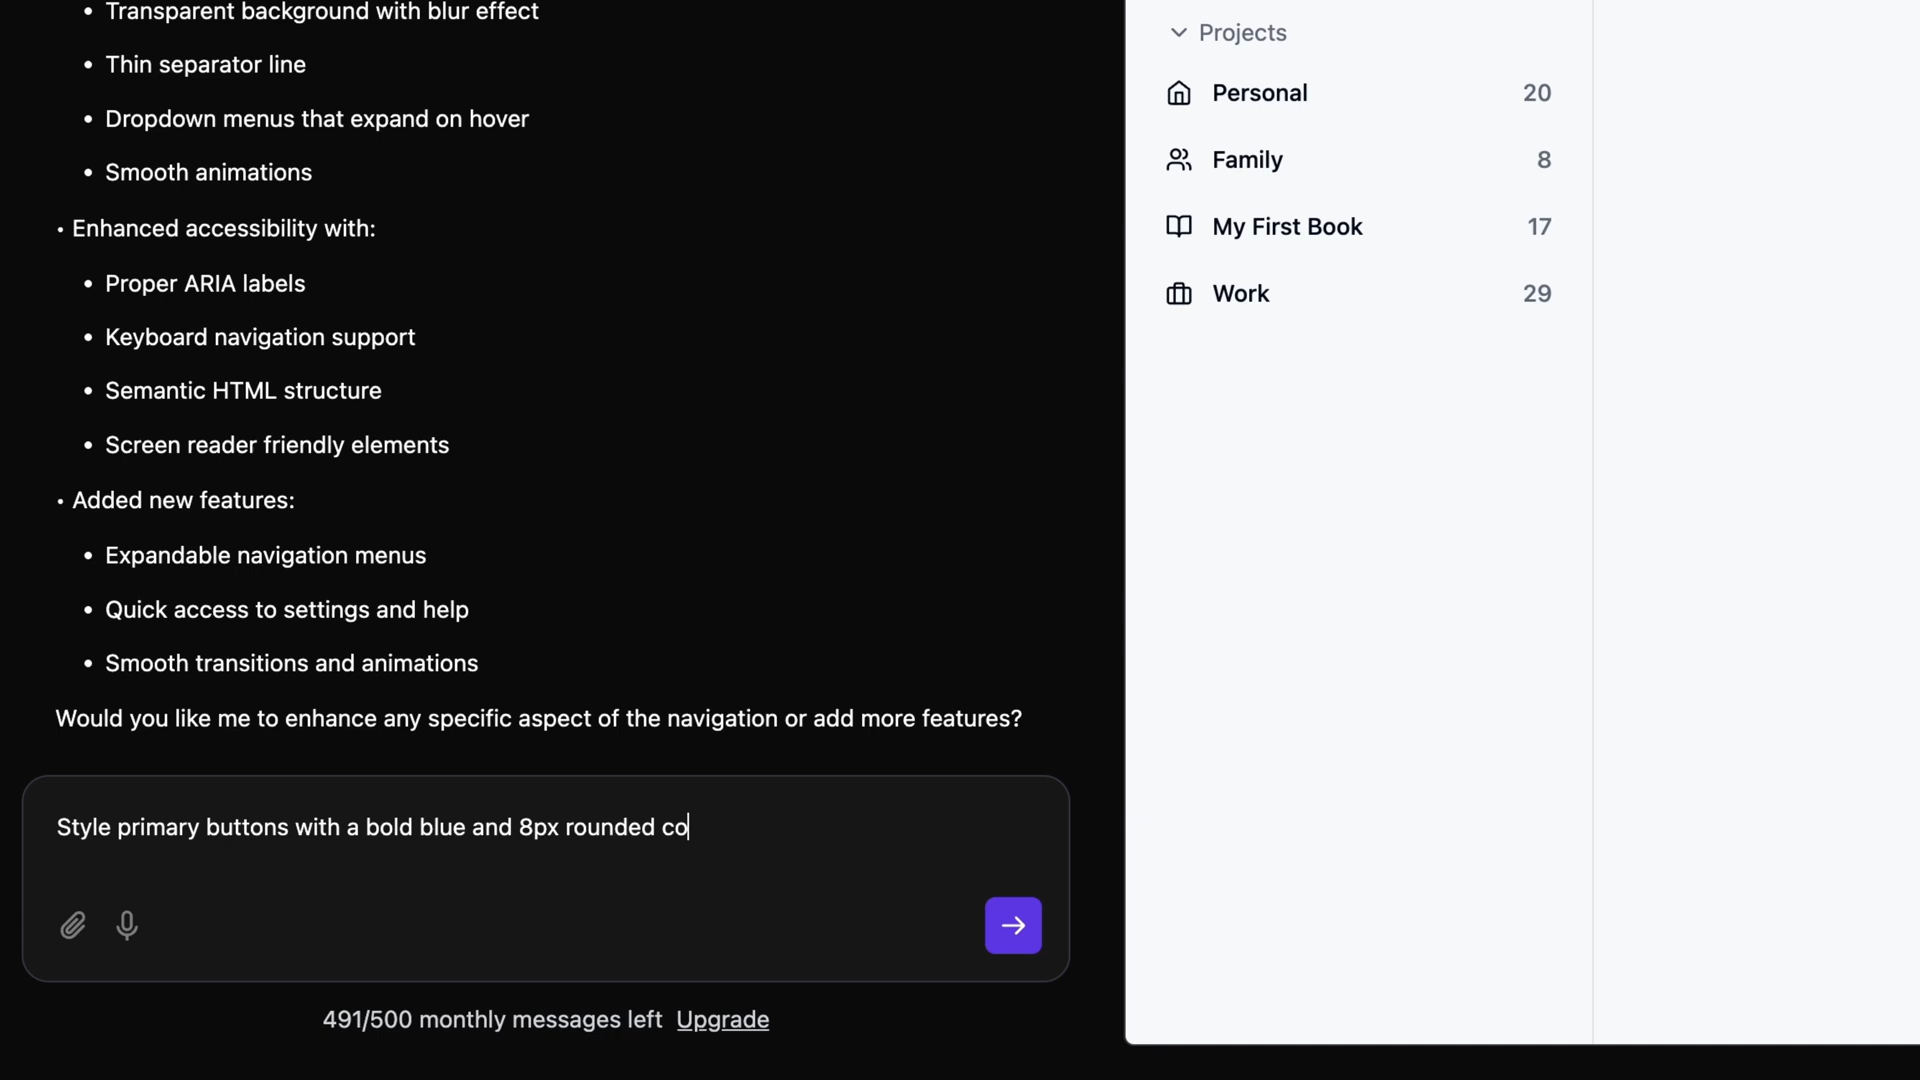 • Transparent background with blur effect
• Thin separator line
• Dropdown menus that expand on hover
• Smooth animations
• Enhanced accessibility with:
• Proper ARIA labels
• Keyboard navigation support
• Semantic HTML structure
• Screen reader friendly elements
• Added new features:
• Expandable navigation menus
• Quick access to settings and help
• Smooth transitions and animations
Would you like me to enhance any specific aspect of the navigation or add more features?
Style primary buttons with a bold blue and 8px rounded co
491/500 monthly messages left Upgrade
Projects
Personal 20
Family 8
My First Book 17
Work 29